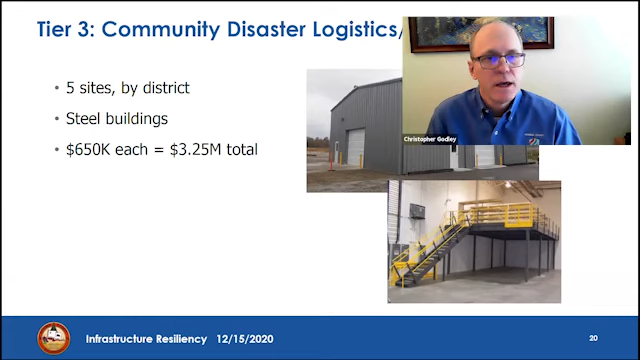 Tier 3: Community Disaster Logistics/
5 sites, by district
Steel buildings
$650K each = $3.25M total
Christopher Godley
Infrastructure Resiliency 12/15/2020
20